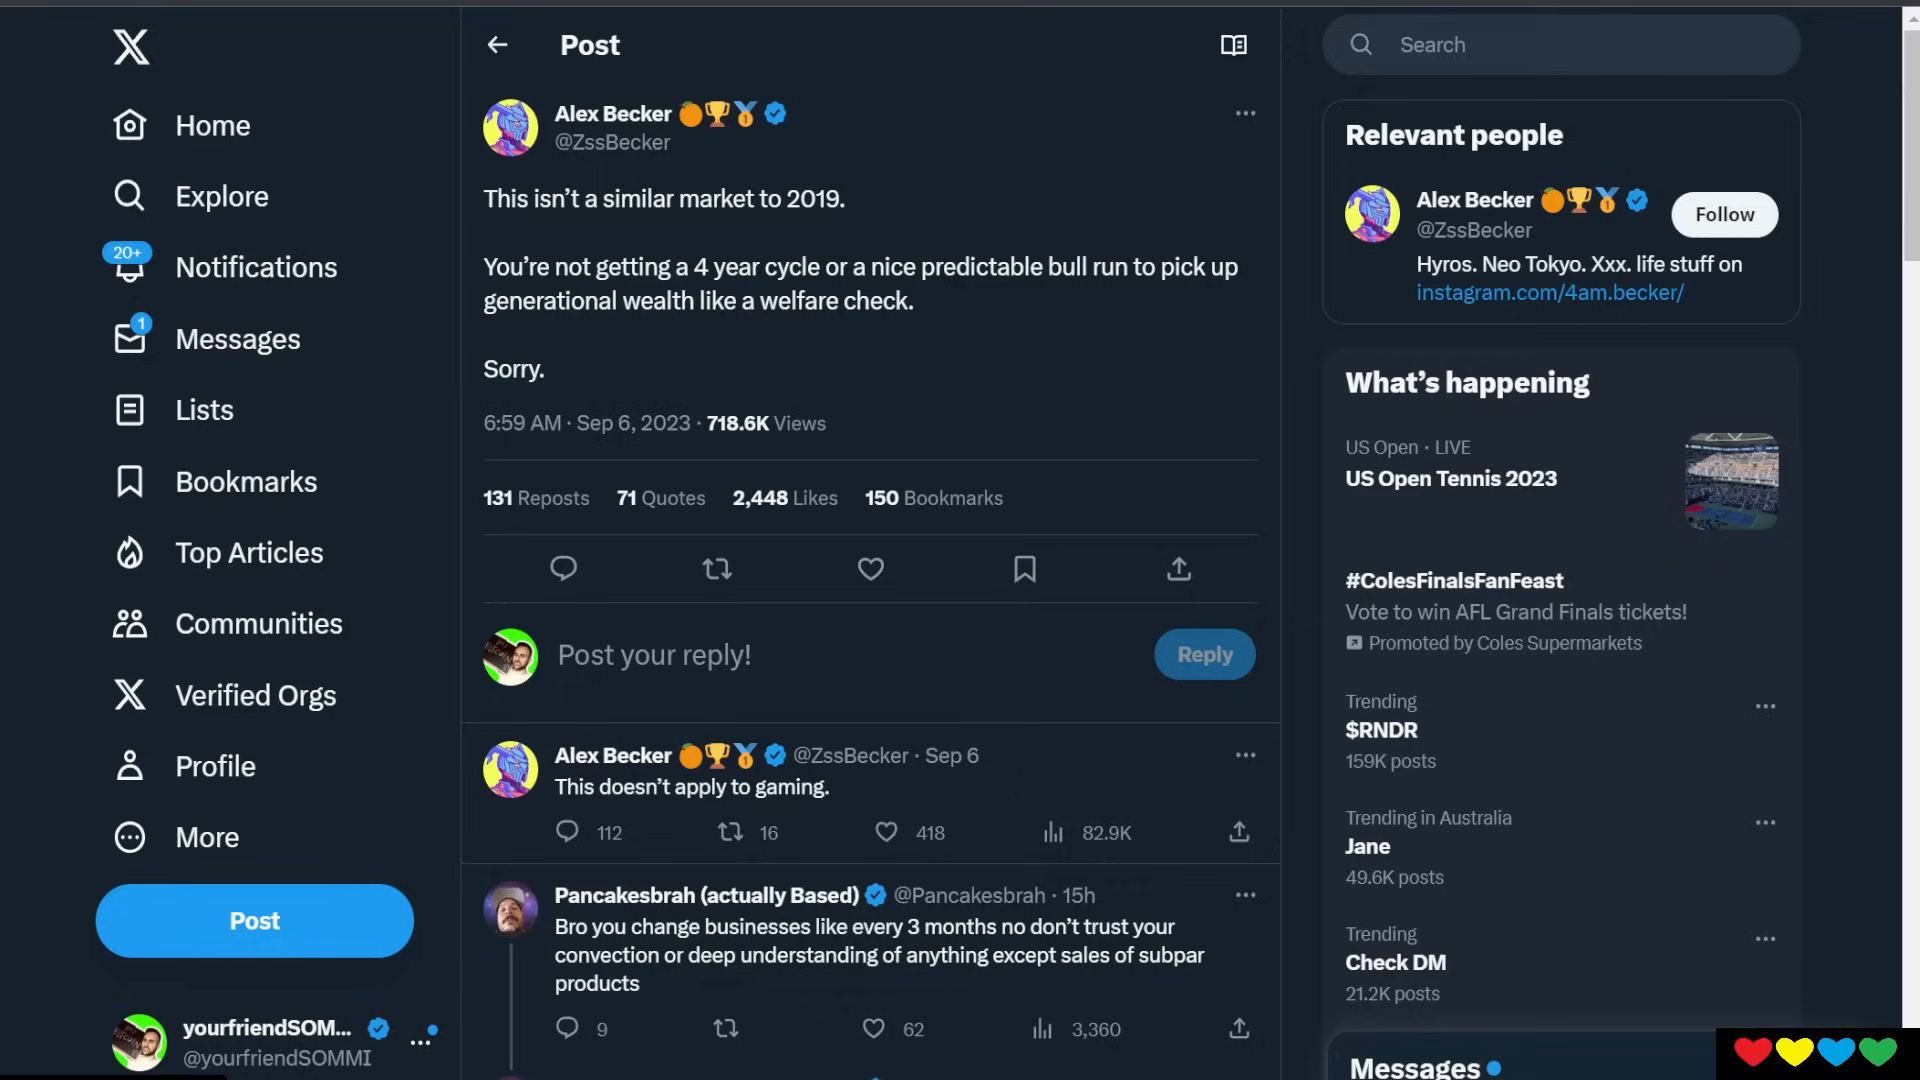 Home
Explore
20+
Notifications
1
Messages
Lists
Bookmarks
Top Articles
Communities
Verified Orgs
Profile
More
Post
yourfriendSOM...
@yourfriendSOMMI
Post
Alex Becker
@ZssBecker
This isn’t a similar market to 2019.
You’re not getting a 4 year cycle or a nice predictable bull run to pick up
generational wealth like a welfare check.
Sorry.
6:59 AM · Sep 6, 2023 · 718.6K Views
131 Reposts 71 Quotes 2,448 Likes 150 Bookmarks
Post your reply!
Reply
Alex Becker @ZssBecker · Sep 6
This doesn’t apply to gaming.
112 16 418 82.9K
Pancakesbrah (actually Based) @Pancakesbrah · 15h
Bro you change businesses like every 3 months no don’t trust your
convection or deep understanding of anything except sales of subpar
products
9 62 3,360
Search
Relevant people
Alex Becker
@ZssBecker
Follow
Hyros. Neo Tokyo. Xxx. life stuff on
instagram.com/4am.becker/
What’s happening
US Open · LIVE
US Open Tennis 2023
#ColesFinalsFanFeast
Vote to win AFL Grand Finals tickets!
Promoted by Coles Supermarkets
Trending
$RNDR
159K posts
Trending in Australia
Jane
49.6K posts
Trending
Check DM
21.2K posts
Messages